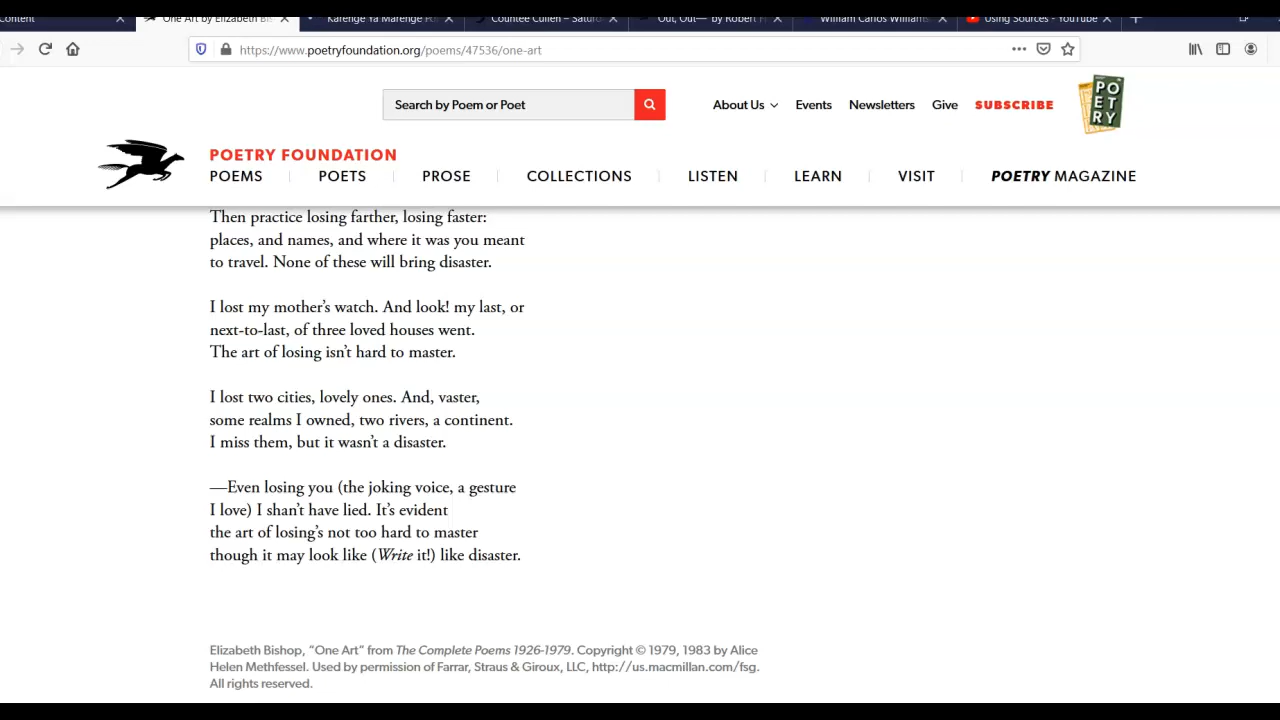 Content
One Art by Elizabeth Bis
Karenge Ya Marenge
Countee Cullen – Satur
Out, Out— by Robert
William Carlos Williams
Using Sources - YouTube
https://www.poetryfoundation.org/poems/47536/one-art
Search by Poem or Poet
About Us
Events
Newsletters
Give
SUBSCRIBE
POETRY
POETRY FOUNDATION
POEMS
POETS
PROSE
COLLECTIONS
LISTEN
LEARN
VISIT
POETRY MAGAZINE
Then practice losing farther, losing faster:
places, and names, and where it was you meant
to travel. None of these will bring disaster.
I lost my mother’s watch. And look! my last, or
next-to-last, of three loved houses went.
The art of losing isn’t hard to master.
I lost two cities, lovely ones. And, vaster,
some realms I owned, two rivers, a continent.
I miss them, but it wasn’t a disaster.
—Even losing you (the joking voice, a gesture
I love) I shan’t have lied. It’s evident
the art of losing’s not too hard to master
though it may look like (Write it!) like disaster.
Elizabeth Bishop, “One Art” from The Complete Poems 1926-1979. Copyright © 1979, 1983 by Alice
Helen Methfessel. Used by permission of Farrar, Straus & Giroux, LLC, http://us.macmillan.com/fsg.
All rights reserved.